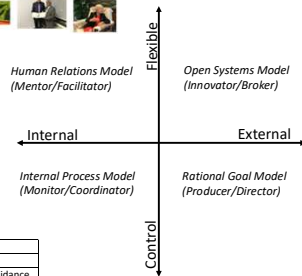 Flexible
Human Relations Model
(Mentor/Facilitator)
Open Systems Model
(Innovator/Broker)
Internal
External
Internal Process Model
(Monitor/Coordinator)
Rational Goal Model
(Producer/Director)
Control